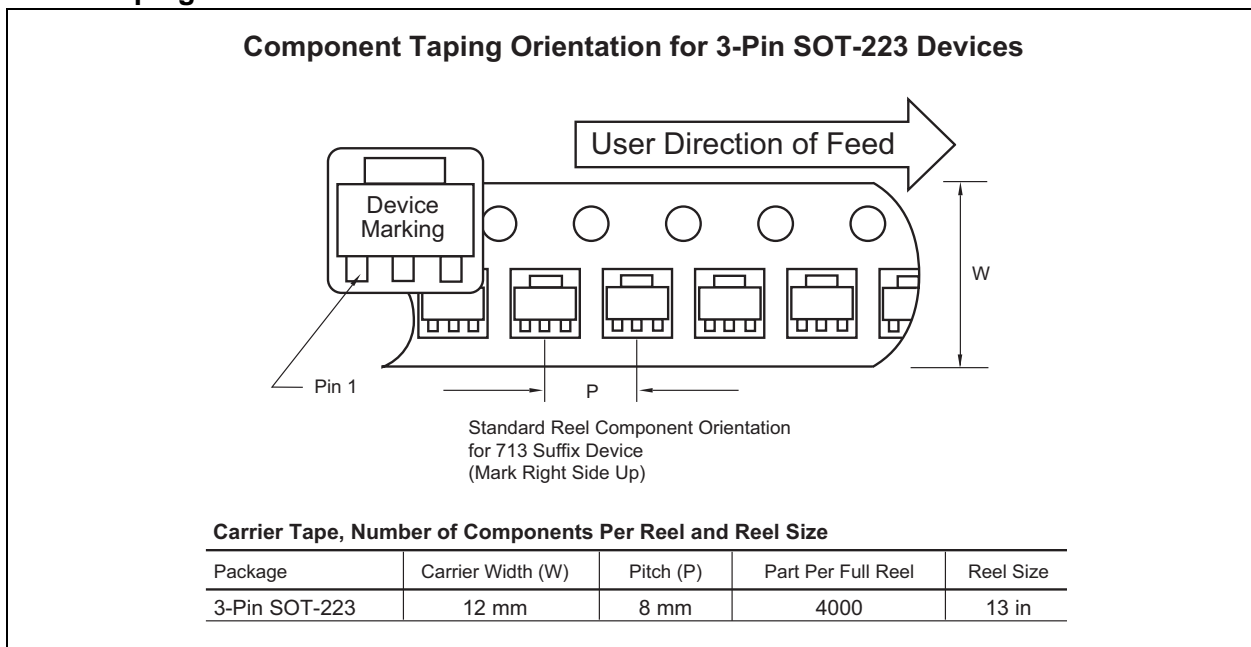 Component Taping Orientation for 3-Pin SOT-223 Devices
User Direction of Feed
Device
Marking
W
Pin 1
P
Standard Reel Component Orientation
for 713 Suffix Device
(Mark Right Side Up)
Carrier Tape, Number of Components Per Reel and Reel Size
Package Carrier Width (W) Pitch (P) Part Per Full Reel Reel Size
3-Pin SOT-223 12 mm 8 mm 4000 13 in